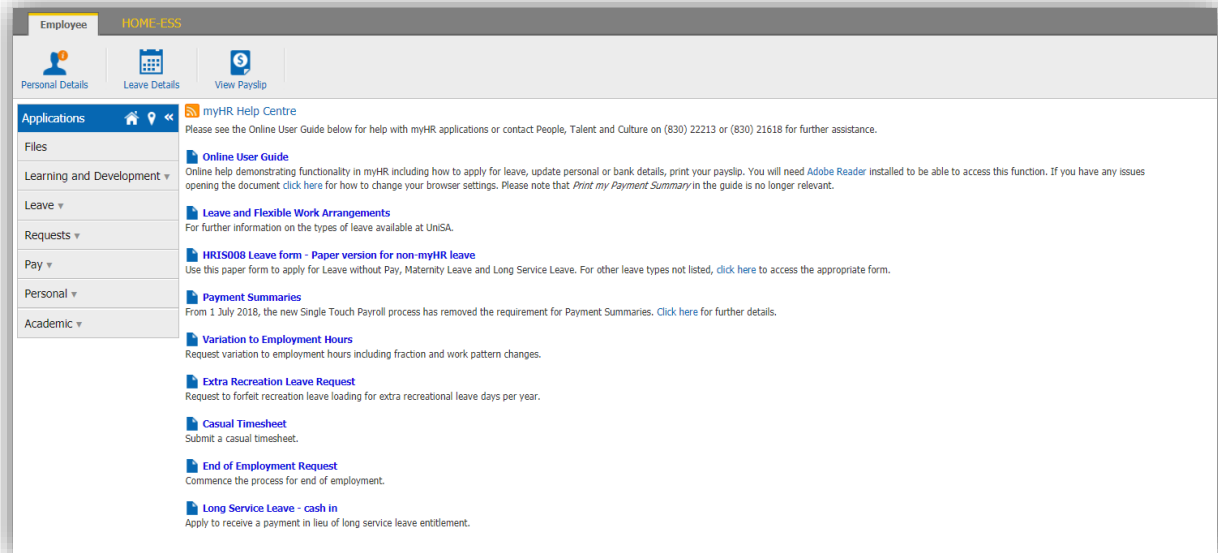 Employee
HOME-ESS
Personal Details
Leave Details
View Payslip
Applications
Files
Learning and Development
Leave
Requests
Pay
Personal
Academic
myHR Help Centre
Please see the Online User Guide below for help with myHR applications or contact People, Talent and Culture on (830) 22213 or (830) 21618 for further assistance.
Online User Guide
Online help demonstrating functionality in myHR including how to apply for leave, update personal or bank details, print your payslip. You will need Adobe Reader installed to be able to access this function. If you have any issues
opening the document click here for how to change your browser settings. Please note that Print my Payment Summary in the guide is no longer relevant.
Leave and Flexible Work Arrangements
For further information on the types of leave available at UniSA.
HRIS008 Leave form - Paper version for non-myHR leave
Use this paper form to apply for Leave without Pay, Maternity Leave and Long Service Leave. For other leave types not listed, click here to access the appropriate form.
Payment Summaries
From 1 July 2018, the new Single Touch Payroll process has removed the requirement for Payment Summaries. Click here for further details.
Variation to Employment Hours
Request variation to employment hours including fraction and work pattern changes.
Extra Recreation Leave Request
Request to forfeit recreation leave loading for extra recreational leave days per year.
Casual Timesheet
Submit a casual timesheet.
End of Employment Request
Commence the process for end of employment.
Long Service Leave - cash in
Apply to receive a payment in lieu of long service leave entitlement.